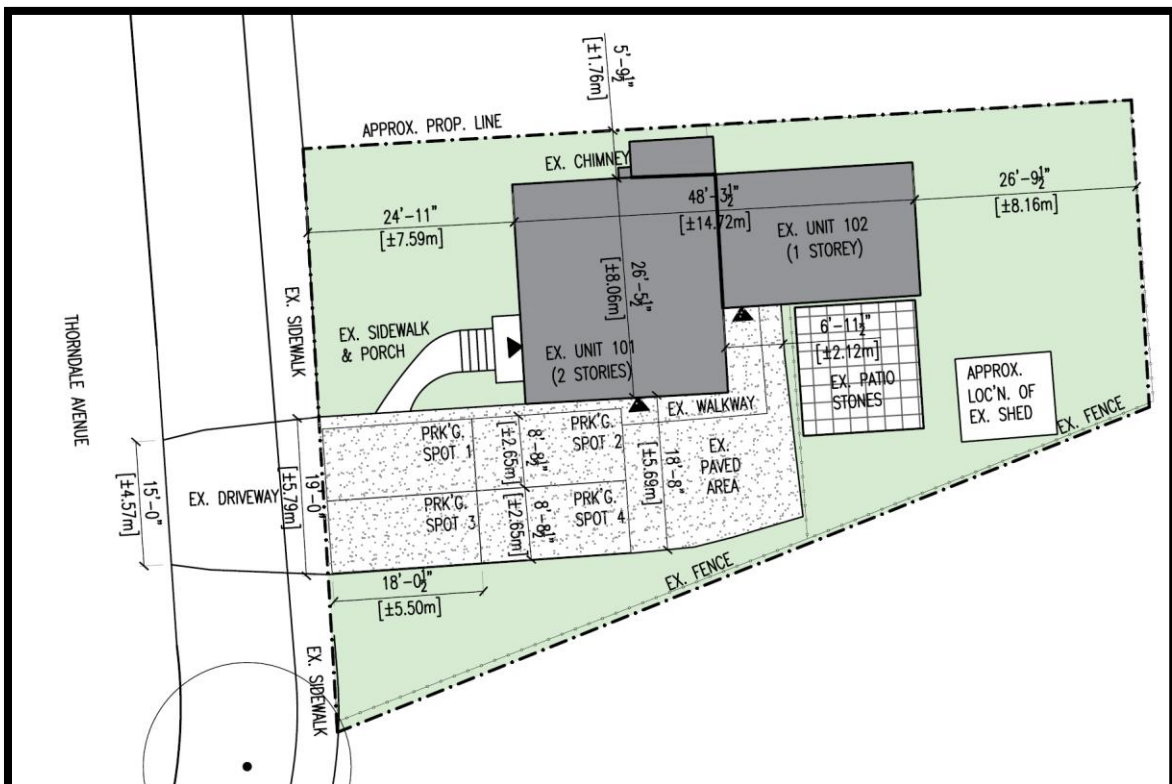 5'-9½"
[±1.76m]
APPROX. PROP. LINE
EX. CHIMNEY
24'-11"
[±7.59m]
48'-3½"
[±14.72m]
26'-9½"
[±8.16m]
EX. UNIT 102
(1 STOREY)
26'-5½"
[±8.06m]
EX. SIDEWALK
THORNDALE AVENUE
EX. SIDEWALK
& PORCH
EX. UNIT 101
(2 STORIES)
6'-11½"
[±2.12m]
EX. PATIO
STONES
APPROX.
LOC'N. OF
EX. SHED
EX. FENCE
EX. WALKWAY
PRK'G.
SPOT 1
8'-8½"
[±2.65m]
PRK'G.
SPOT 2
18'-8"
[±5.69m]
EX.
PAVED
AREA
15'-0"
[±4.57m]
EX. DRIVEWAY
19'-0"
[±5.79m]
PRK'G.
SPOT 3
8'-8½"
[±2.65m]
PRK'G.
SPOT 4
18'-0½"
[±5.50m]
EX. FENCE
EX. SIDEWALK